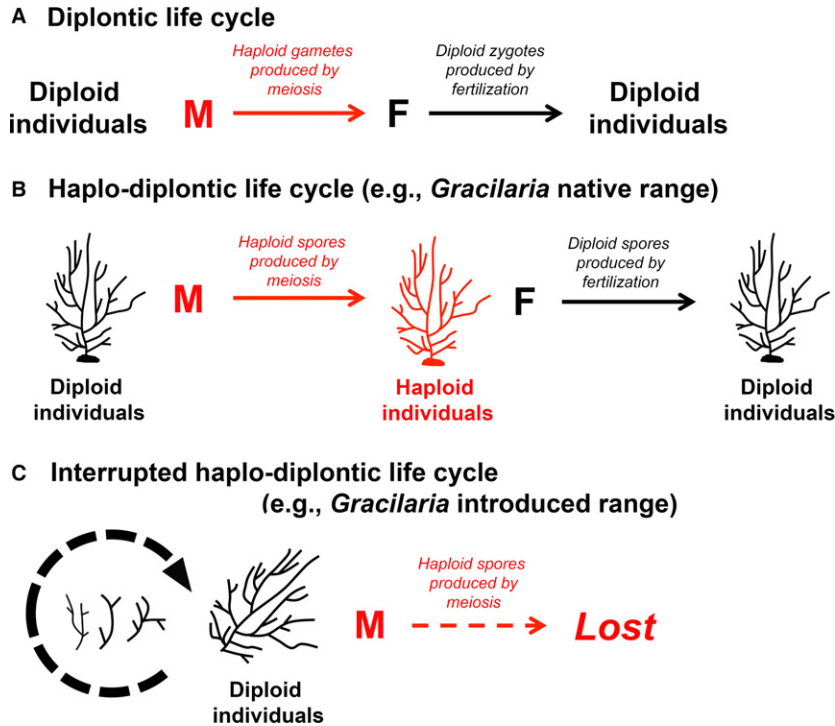 A Diplontic life cycle
Haploid gametes
produced by
meiosis
Diploid zygotes
produced by
fertilization
Diploid
individuals
M
F
Diploid
individuals
B Haplo-diplontic life cycle (e.g., Gracilaria native range)
Haploid spores
produced by
meiosis
Diploid spores
produced by
fertilization
M
F
Diploid
individuals
Haploid
individuals
Diploid
individuals
C Interrupted haplo-diplontic life cycle
(e.g., Gracilaria introduced range)
Haploid spores
produced by
meiosis
M
Lost
Diploid
individuals